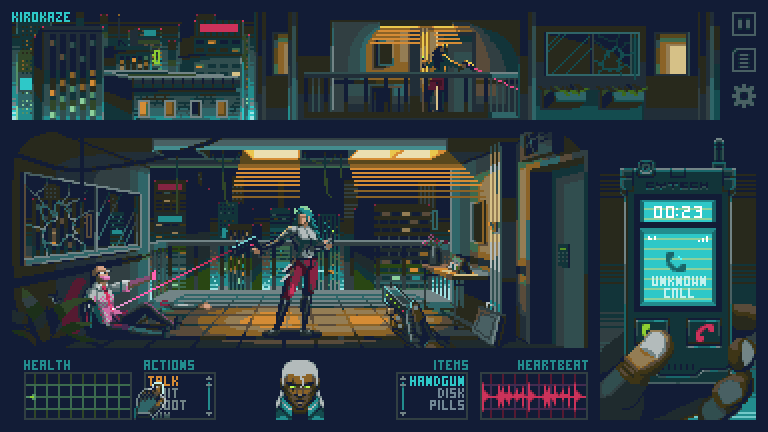 KIROKAZE
00:23
UNKNOWN
CALL
HEALTH
ACTIONS
TALK
ITEMS
HANDGUN
DISK
PILLS
HEARTBEAT